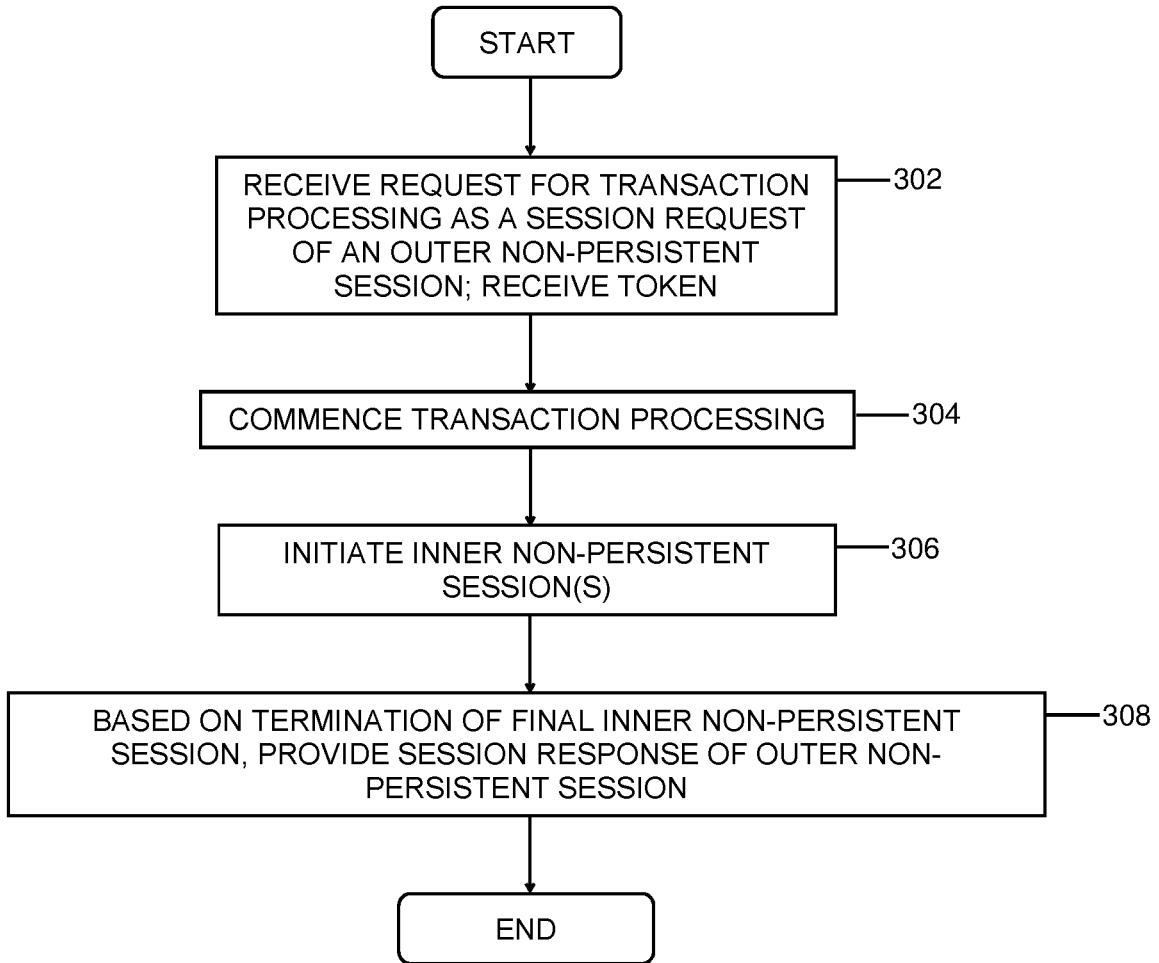 START
RECEIVE REQUEST FOR TRANSACTION
PROCESSING AS A SESSION REQUEST
OF AN OUTER NON-PERSISTENT
SESSION; RECEIVE TOKEN
302
COMMENCE TRANSACTION PROCESSING
304
INITIATE INNER NON-PERSISTENT
SESSION(S)
306
BASED ON TERMINATION OF FINAL INNER NON-PERSISTENT
SESSION, PROVIDE SESSION RESPONSE OF OUTER NON-
PERSISTENT SESSION
308
END